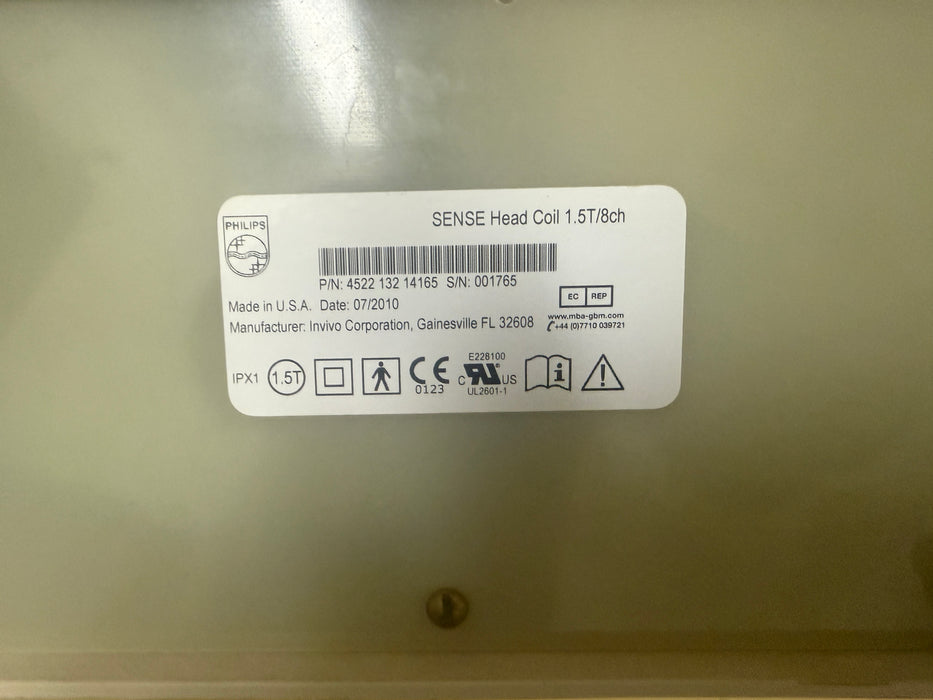 PHILIPS
SENSE Head Coil 1.5T/8ch
P/N: 4522 132 14165 S/N: 001765
Made in U.S.A. Date: 07/2010
EC REP
www.mba-gbm.com
Manufacturer: Invivo Corporation, Gainesville FL 32608
+44 (0)7710 039721
IPX1
1.5T
CE
0123
E228100
C RU® US
UL2601-1
i
!